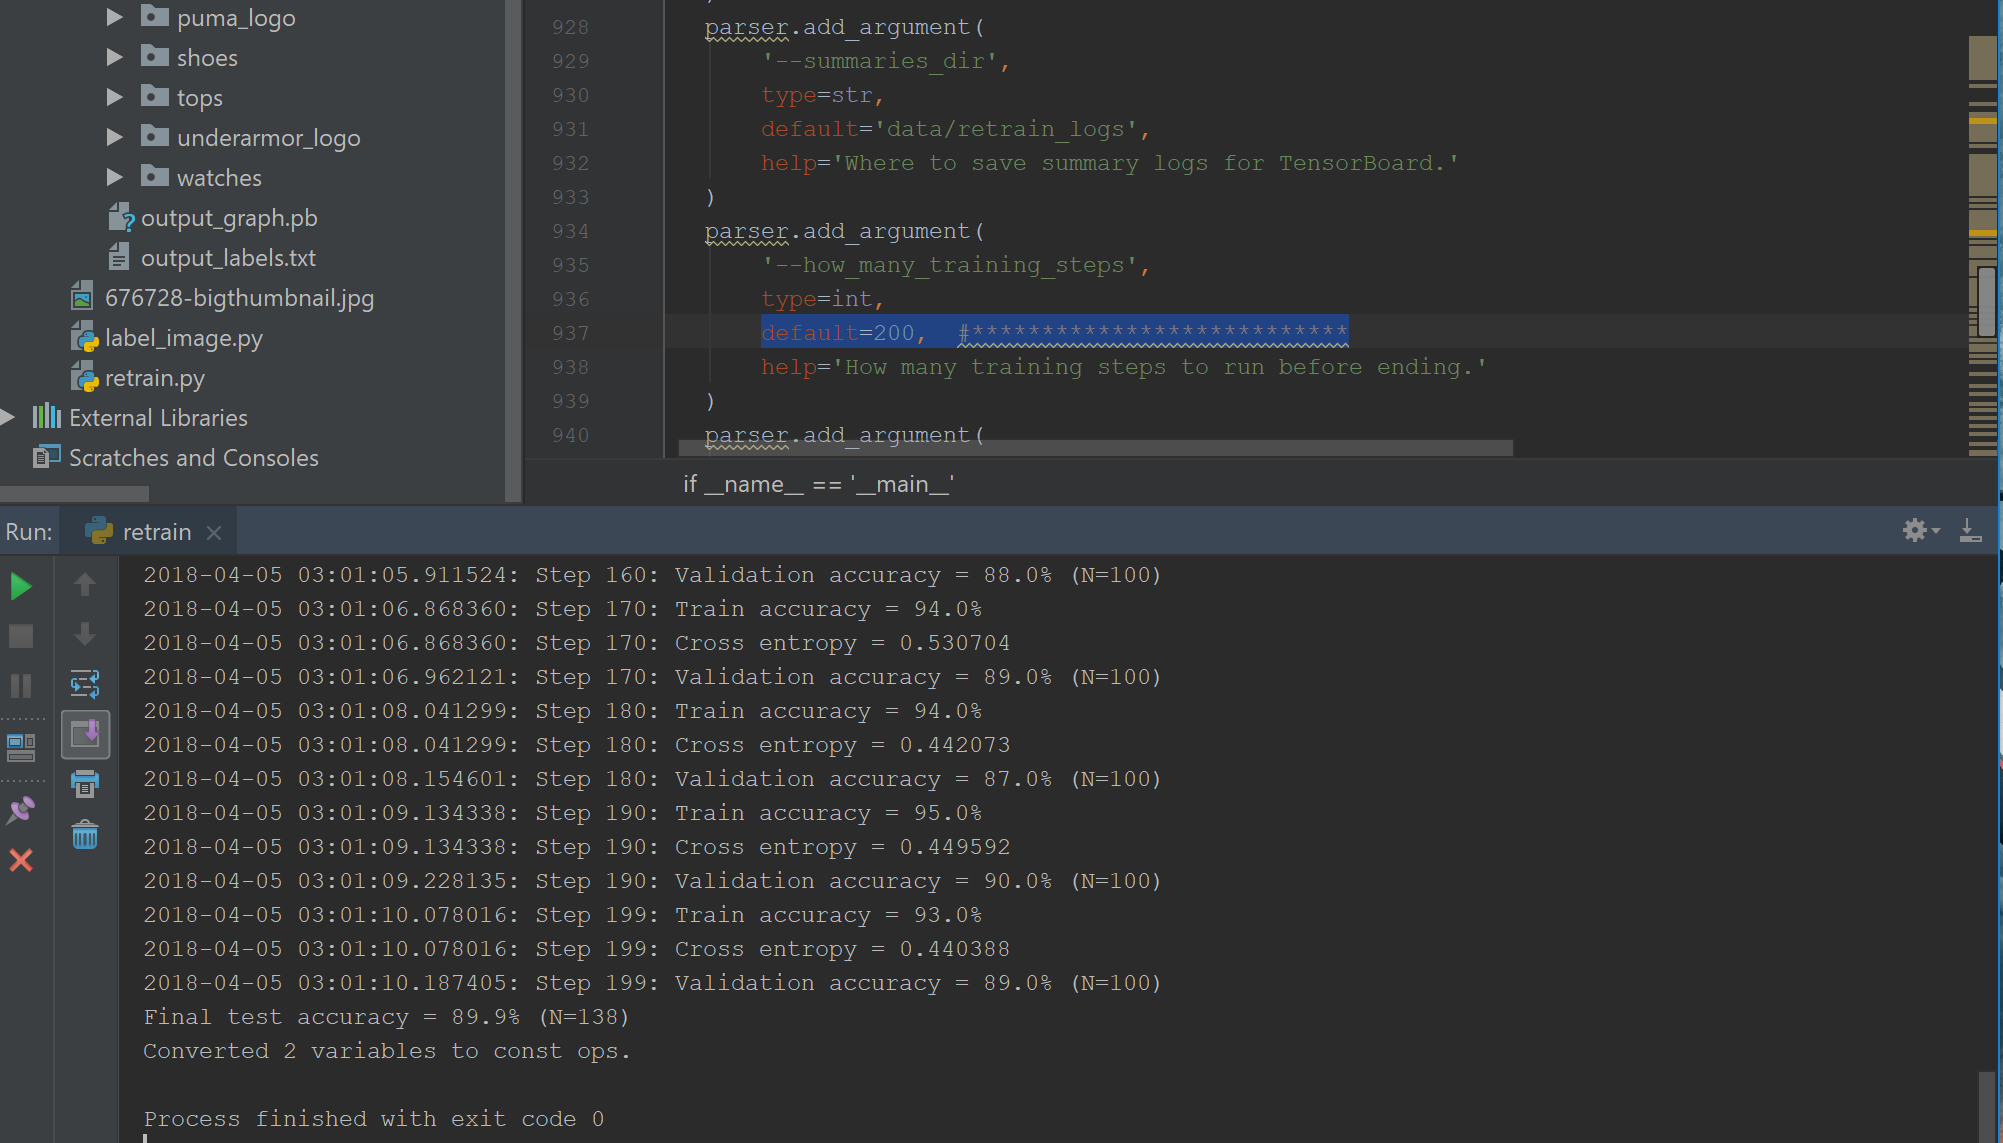 puma_logo
shoes
tops
underarmor_logo
watches
output_graph.pb
output_labels.txt
676728-bigthumbnail.jpg
label_image.py
retrain.py
External Libraries
Scratches and Consoles
928 parser.add_argument(
929 '--summaries_dir',
930 type=str,
931 default='data/retrain_logs',
932 help='Where to save summary logs for TensorBoard.'
933 )
934 parser.add_argument(
935 '--how_many_training_steps',
936 type=int,
937 default=200, #***************************
938 help='How many training steps to run before ending.'
939 )
940 parser.add_argument(
if __name__ == '__main__'
Run: retrain
2018-04-05 03:01:05.911524: Step 160: Validation accuracy = 88.0% (N=100)
2018-04-05 03:01:06.868360: Step 170: Train accuracy = 94.0%
2018-04-05 03:01:06.868360: Step 170: Cross entropy = 0.530704
2018-04-05 03:01:06.962121: Step 170: Validation accuracy = 89.0% (N=100)
2018-04-05 03:01:08.041299: Step 180: Train accuracy = 94.0%
2018-04-05 03:01:08.041299: Step 180: Cross entropy = 0.442073
2018-04-05 03:01:08.154601: Step 180: Validation accuracy = 87.0% (N=100)
2018-04-05 03:01:09.134338: Step 190: Train accuracy = 95.0%
2018-04-05 03:01:09.134338: Step 190: Cross entropy = 0.449592
2018-04-05 03:01:09.228135: Step 190: Validation accuracy = 90.0% (N=100)
2018-04-05 03:01:10.078016: Step 199: Train accuracy = 93.0%
2018-04-05 03:01:10.078016: Step 199: Cross entropy = 0.440388
2018-04-05 03:01:10.187405: Step 199: Validation accuracy = 89.0% (N=100)
Final test accuracy = 89.9% (N=138)
Converted 2 variables to const ops.
Process finished with exit code 0